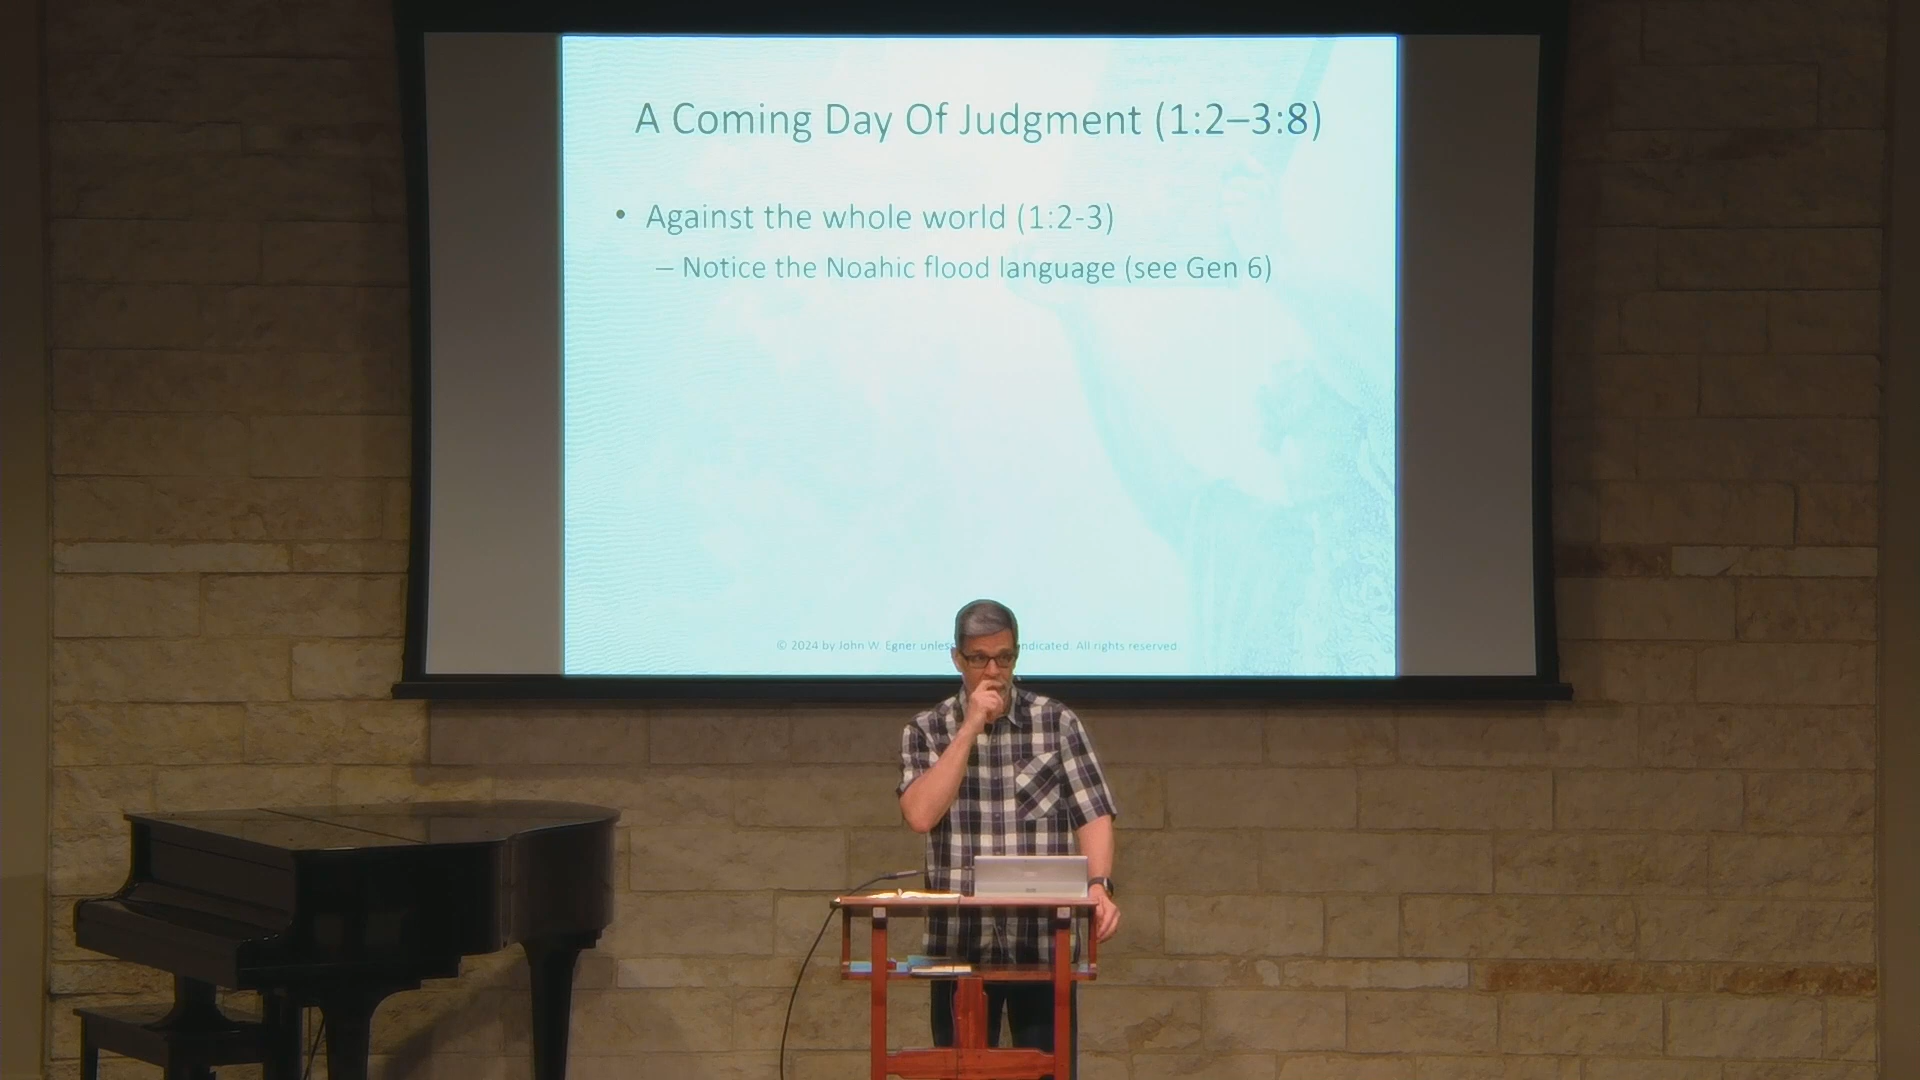 A Coming Day Of Judgment (1:2–3:8)
• Against the whole world (1:2-3)
– Notice the Noahic flood language (see Gen 6)
© 2024 by John W. Egner indicated. All rights reserved